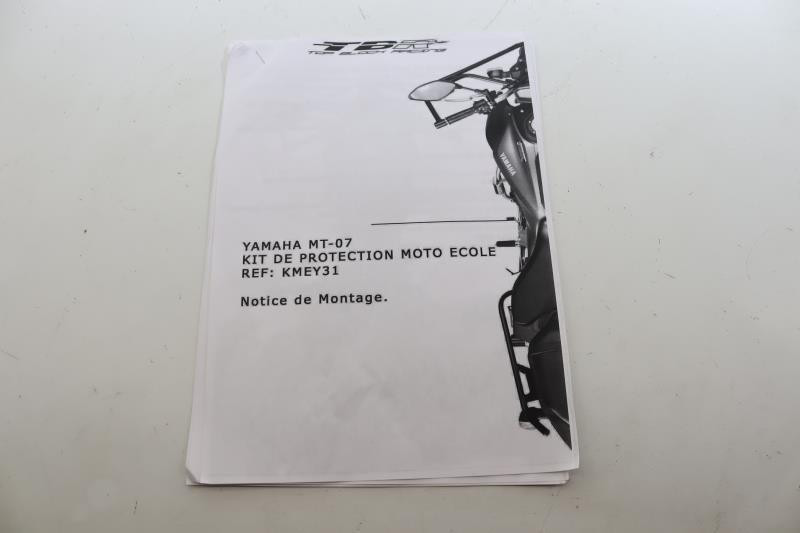 TBR
TOP BLOCK RACING
YAMAHA
YAMAHA MT-07
KIT DE PROTECTION MOTO ECOLE
REF: KMEY31
Notice de Montage.